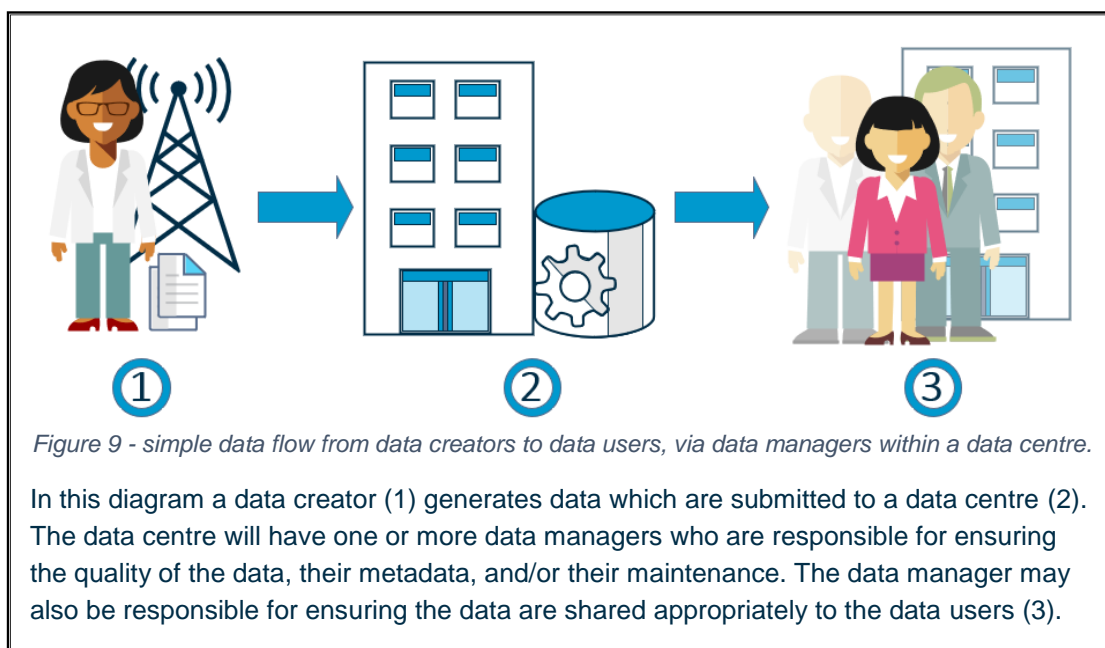 1
2
3
Figure 9 - simple data flow from data creators to data users, via data managers within a data centre.
In this diagram a data creator (1) generates data which are submitted to a data centre (2).
The data centre will have one or more data managers who are responsible for ensuring
the quality of the data, their metadata, and/or their maintenance. The data manager may
also be responsible for ensuring the data are shared appropriately to the data users (3).